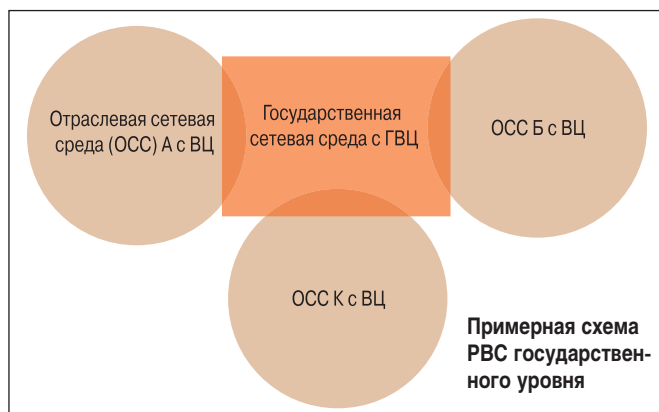 Отраслевая сетевая
среда (ОСС) А с ВЦ
Государственная
сетевая среда с ГВЦ
ОСС Б с ВЦ
ОСС К с ВЦ
Примерная схема
РВС государствен-
ного уровня